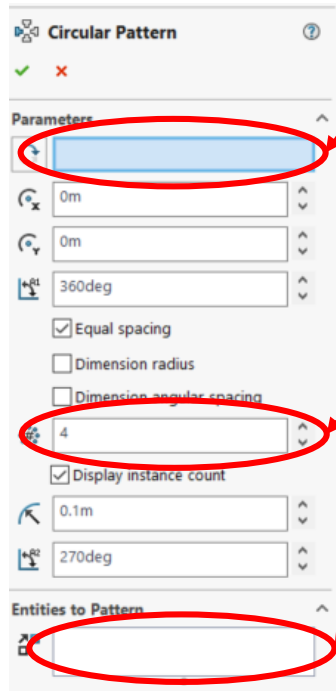 Circular Pattern
Parameters
0m
0m
360deg
Equal spacing
Dimension radius
Dimension angular spacing
4
Display instance count
0.1m
270deg
Entities to Pattern